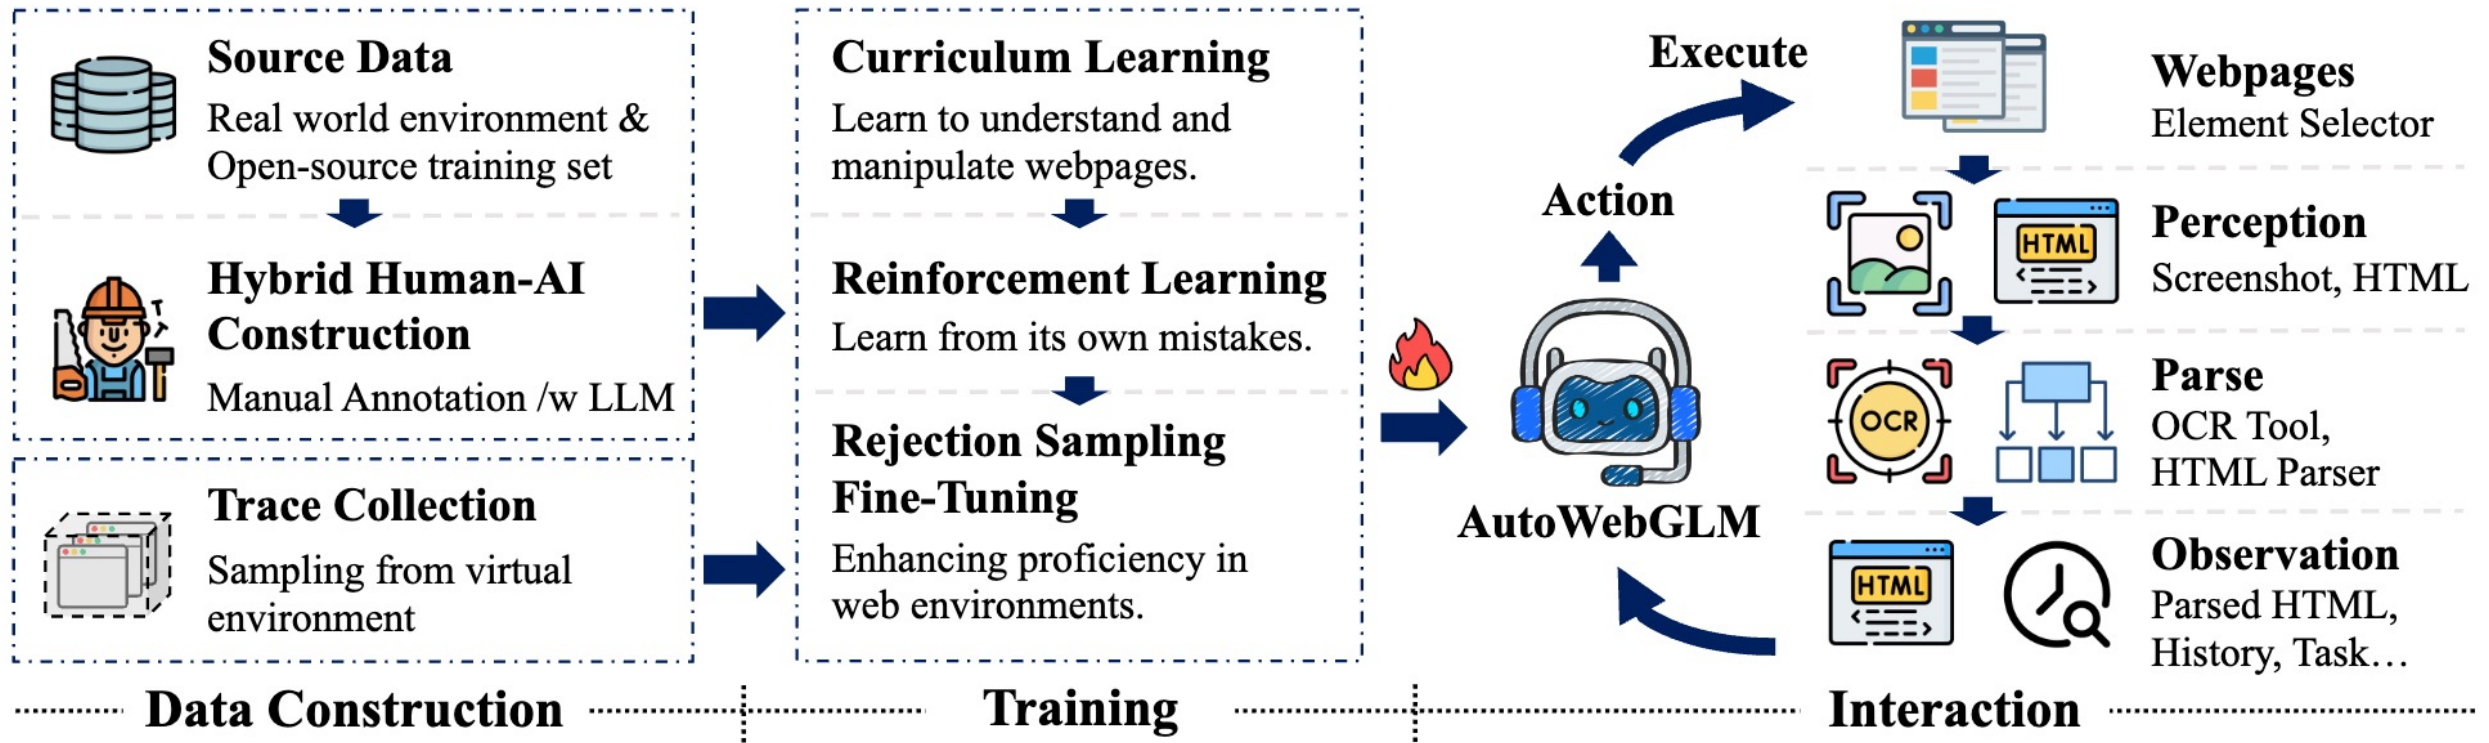 Source Data
Real world environment &
Open-source training set
Hybrid Human-AI
Construction
Manual Annotation /w LLM
Trace Collection
Sampling from virtual
environment
Data Construction
Curriculum Learning
Learn to understand and
manipulate webpages.
Reinforcement Learning
Learn from its own mistakes.
Rejection Sampling
Fine-Tuning
Enhancing proficiency in
web environments.
Training
Execute
Action
AutoWebGLM
Webpages
Element Selector
HTML
Perception
Screenshot, HTML
OCR
Parse
OCR Tool,
HTML Parser
HTML
Observation
Parsed HTML,
History, Task…
Interaction